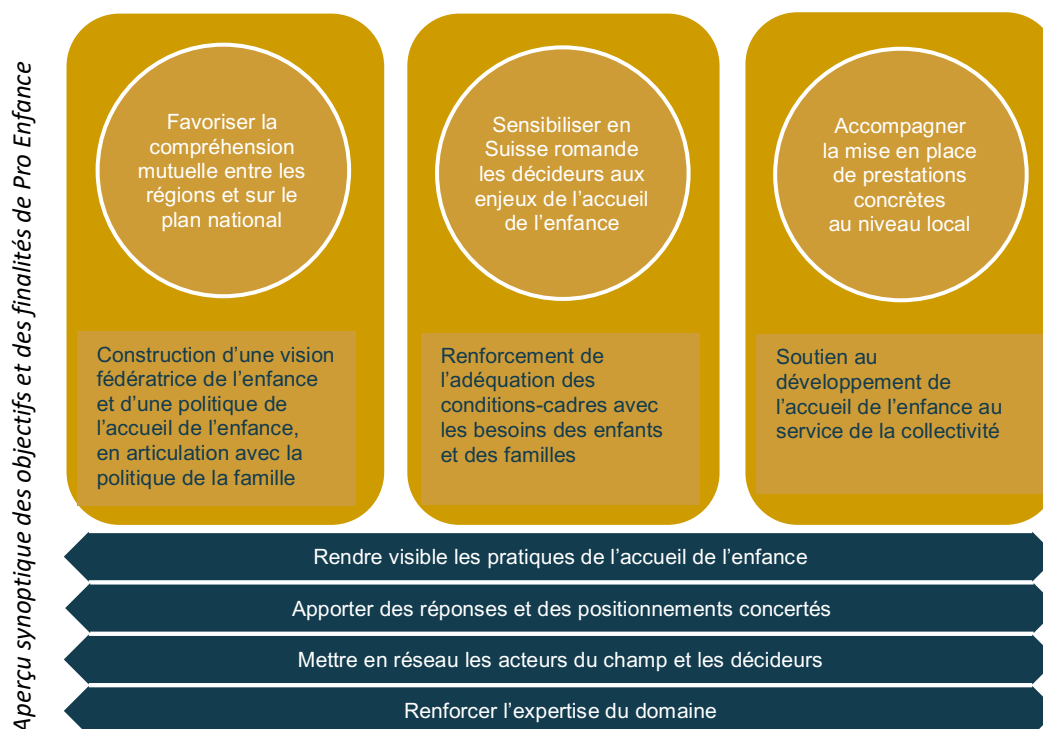 Aperçu synoptique des objectifs et des finalités de Pro Enfance
Favoriser la
compréhension
mutuelle entre les
régions et sur le
plan national
Construction d'une vision
fédératrice de l'enfance
et d'une politique de
l'accueil de l'enfance,
en articulation avec la
politique de la famille
Sensibiliser en
Suisse romande
les décideurs aux
enjeux de l'accueil
de l'enfance
Renforcement de
l'adéquation des
conditions-cadres avec
les besoins des enfants
et des familles
Accompagner
la mise en place
de prestations
concrètes
au niveau local
Soutien au
développement de
l'accueil de l'enfance au
service de la collectivité
Rendre visible les pratiques de l'accueil de l'enfance
Apporter des réponses et des positionnements concertés
Mettre en réseau les acteurs du champ et les décideurs
Renforcer l'expertise du domaine